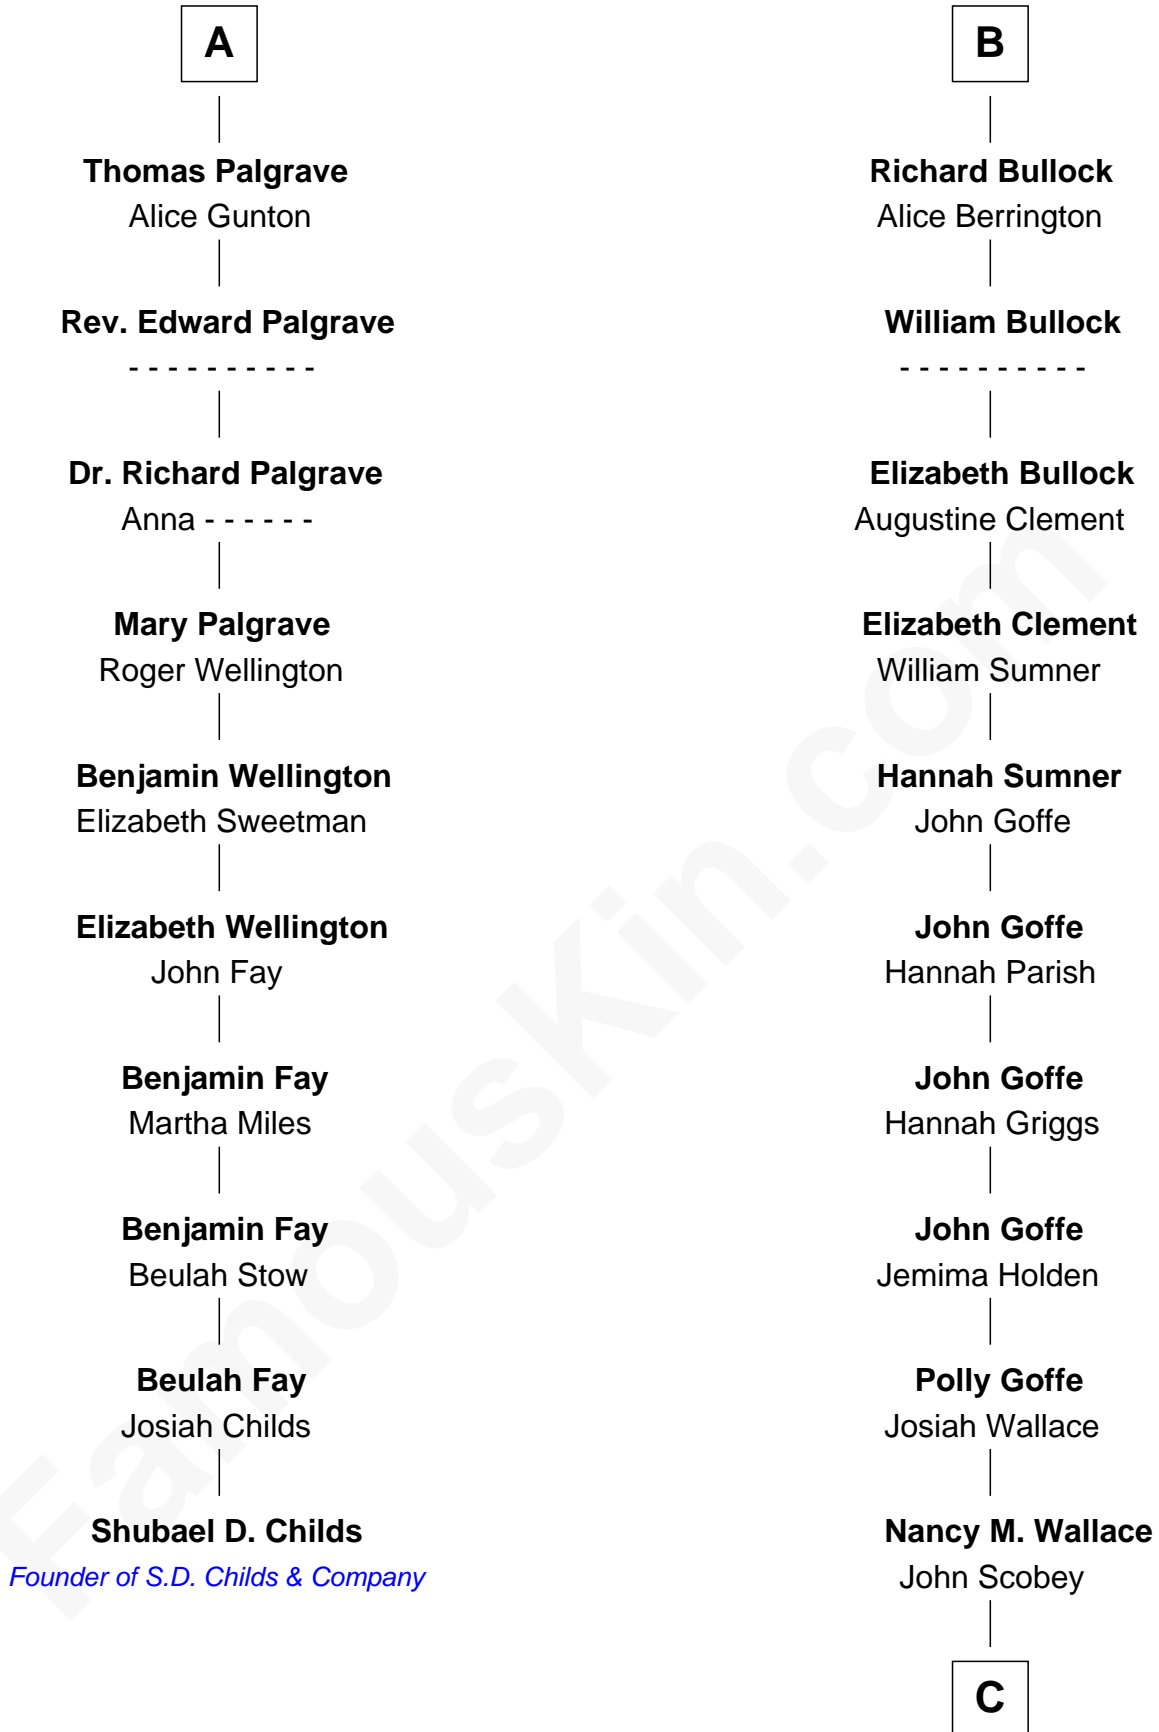 A
Thomas Palgrave
Alice Gunton
Rev. Edward Palgrave
- - - - - - - - - -
Dr. Richard Palgrave
Anna - - - - - -
Mary Palgrave
Roger Wellington
Benjamin Wellington
Elizabeth Sweetman
Elizabeth Wellington
John Fay
Benjamin Fay
Martha Miles
Benjamin Fay
Beulah Stow
Beulah Fay
Josiah Childs
Shubael D. Childs
Founder of S.D. Childs & Company
B
Richard Bullock
Alice Berrington
William Bullock
- - - - - - - - - -
Elizabeth Bullock
Augustine Clement
Elizabeth Clement
William Sumner
Hannah Sumner
John Goffe
John Goffe
Hannah Parish
John Goffe
Hannah Griggs
John Goffe
Jemima Holden
Polly Goffe
Josiah Wallace
Nancy M. Wallace
John Scobey
C
FamousKin.com